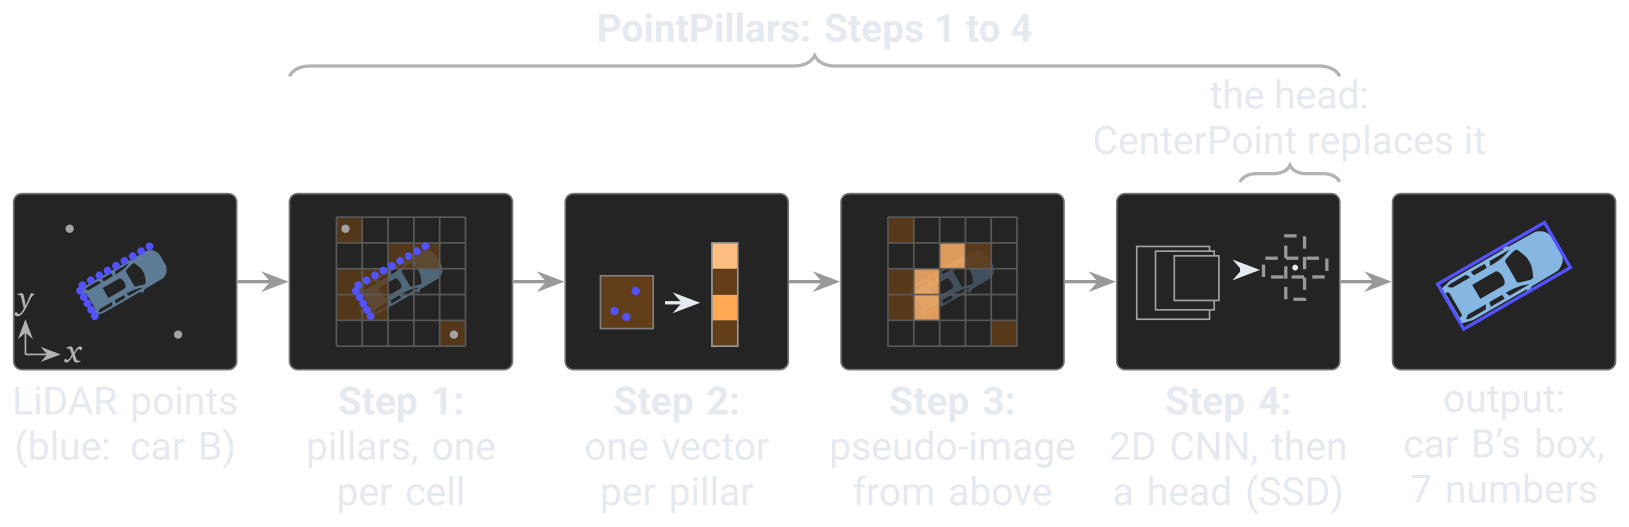 PointPillars: Steps 1 to 4
the head:
CenterPoint replaces it
y
x
LiDAR points
(blue: car B)
Step 1:
pillars, one
per cell
Step 2:
one vector
per pillar
Step 3:
pseudo-image
from above
Step 4:
2D CNN, then
a head (SSD)
output:
car B's box,
7 numbers